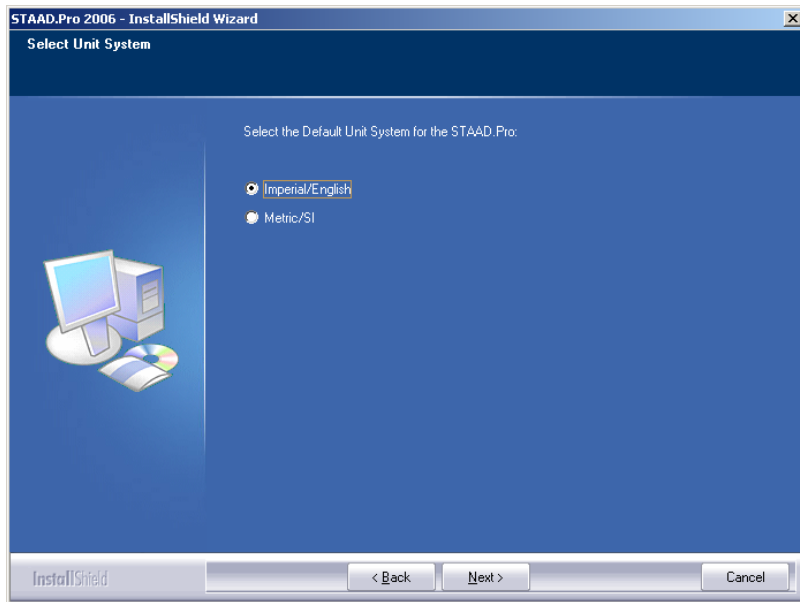 STAAD.Pro 2006 - InstallShield Wizard
Select Unit System
Select the Default Unit System for the STAAD.Pro:
Imperial/English
Metric/SI
InstallShield
< Back
Next >
Cancel